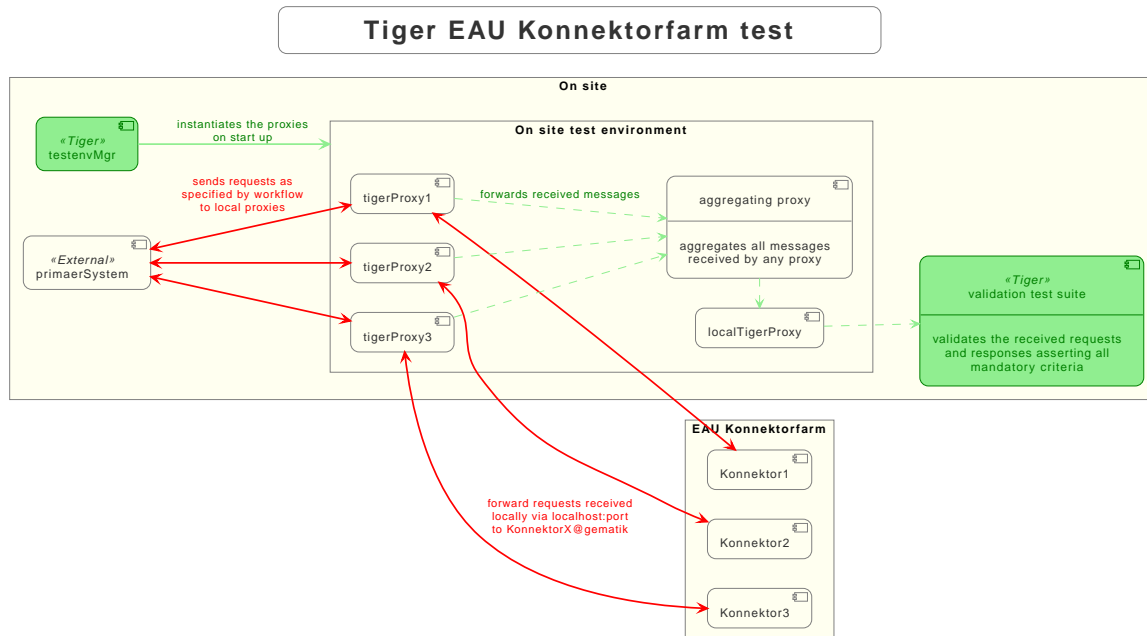 Tiger EAU Konnektorfarm test
On site
«Tiger»
testenvMgr
instantiates the proxies
on start up
On site test environment
sends requests as
specified by workflow
to local proxies
tigerProxy1
forwards received messages
aggregating proxy
aggregates all messages
received by any proxy
«External»
primaerSystem
tigerProxy2
tigerProxy3
localTigerProxy
«Tiger»
validation test suite
validates the received requests
and responses asserting all
mandatory criteria
EAU Konnektorfarm
Konnektor1
forward requests received
locally via localhost:port
to KonnektorX@gematik
Konnektor2
Konnektor3